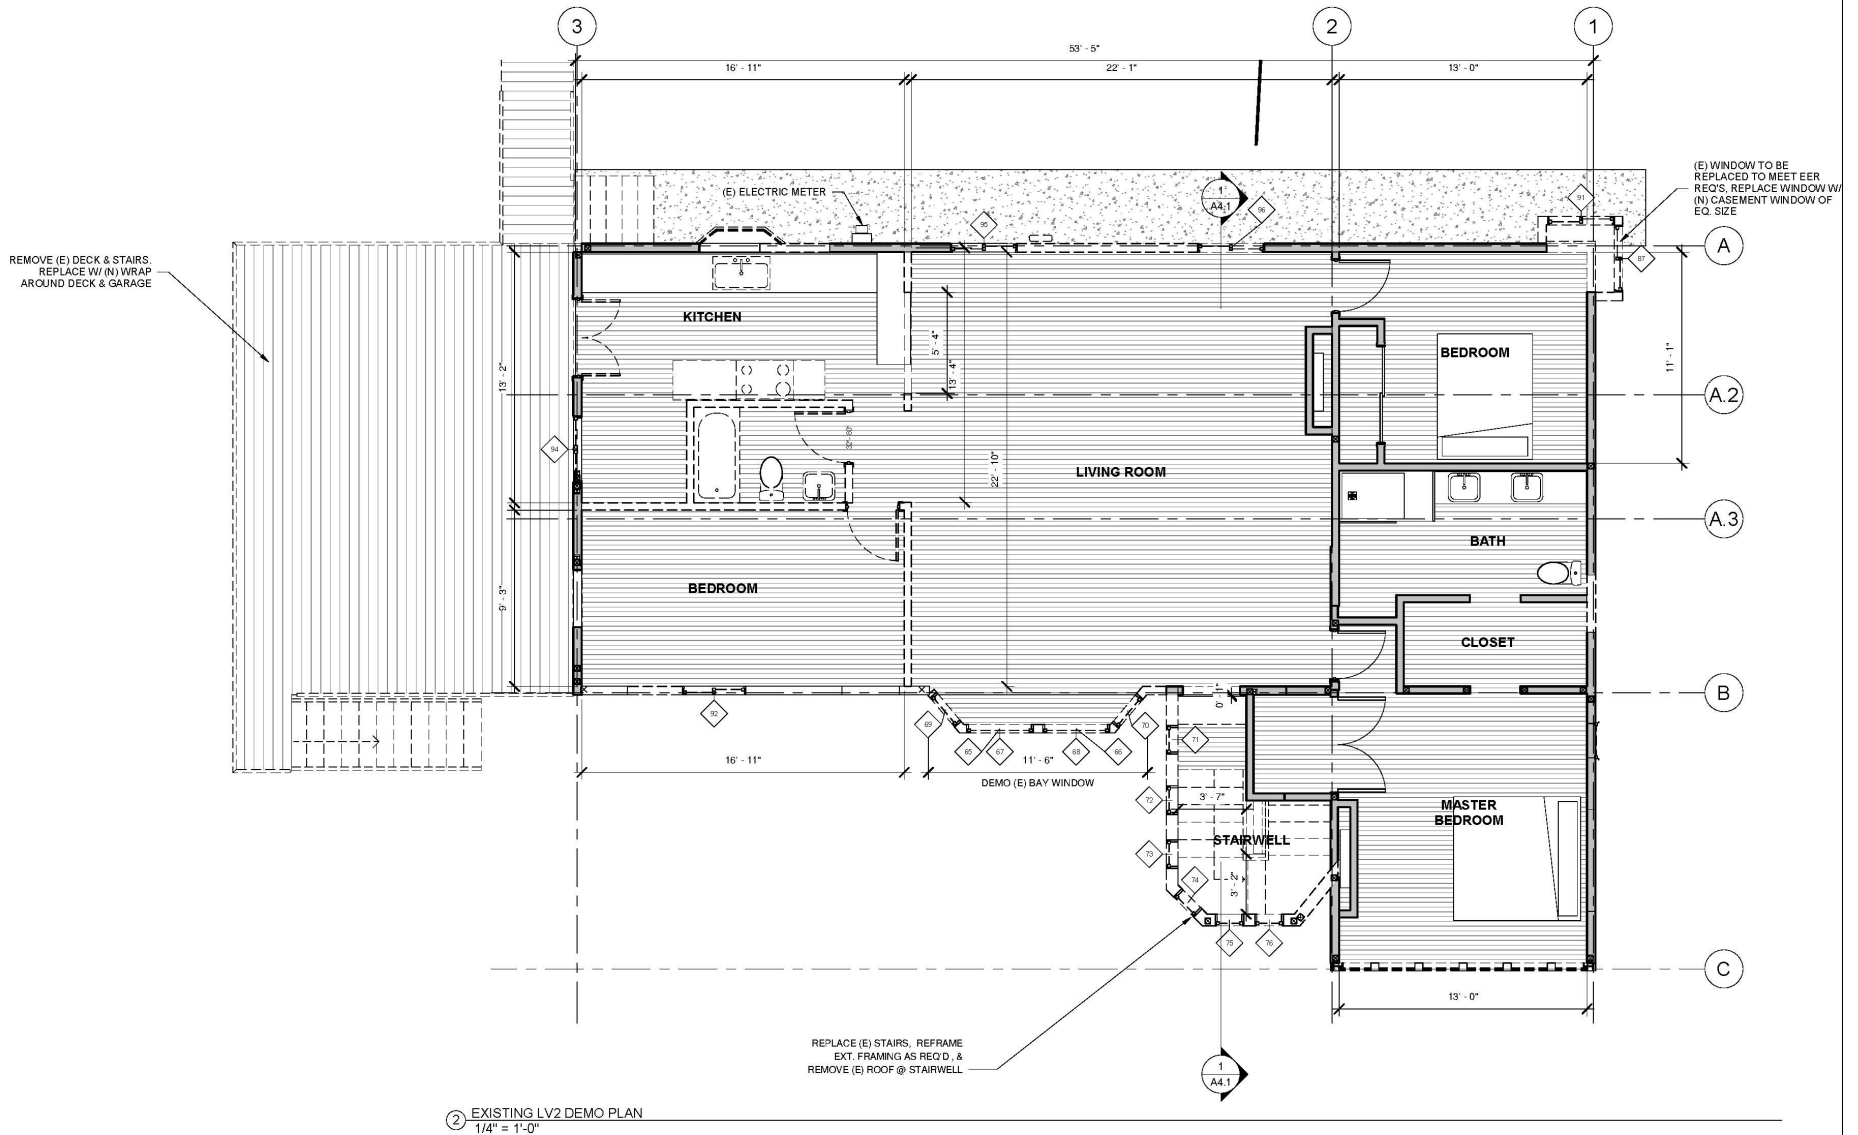 3
2
1
53' - 5"
16' - 11"
22' - 1"
13' - 0"
(E) WINDOW TO BE
REPLACED TO MEET EER
REQ'S, REPLACE WINDOW W/
(N) CASEMENT WINDOW OF
EQ. SIZE
(E) ELECTRIC METER
1
A4.1
91
95
96
A
87
REMOVE (E) DECK & STAIRS.
REPLACE W/ (N) WRAP
AROUND DECK & GARAGE
KITCHEN
BEDROOM
5' - 4"
13' - 4"
13' - 2"
11' - 1"
A.2
94
LIVING ROOM
22' - 10"
A.3
BATH
BEDROOM
9' - 3"
CLOSET
B
0' - 1"
92
69
65
67
68
66
70
71
16' - 11"
11' - 6"
DEMO (E) BAY WINDOW
72
3' - 7"
MASTER
BEDROOM
STAIRWELL
73
74
3' - 2"
75
76
C
13' - 0"
REPLACE (E) STAIRS, REFRAME
EXT. FRAMING AS REQ'D , &
REMOVE (E) ROOF @ STAIRWELL
1
A4.1
2
EXISTING LV2 DEMO PLAN
1/4" = 1'-0"